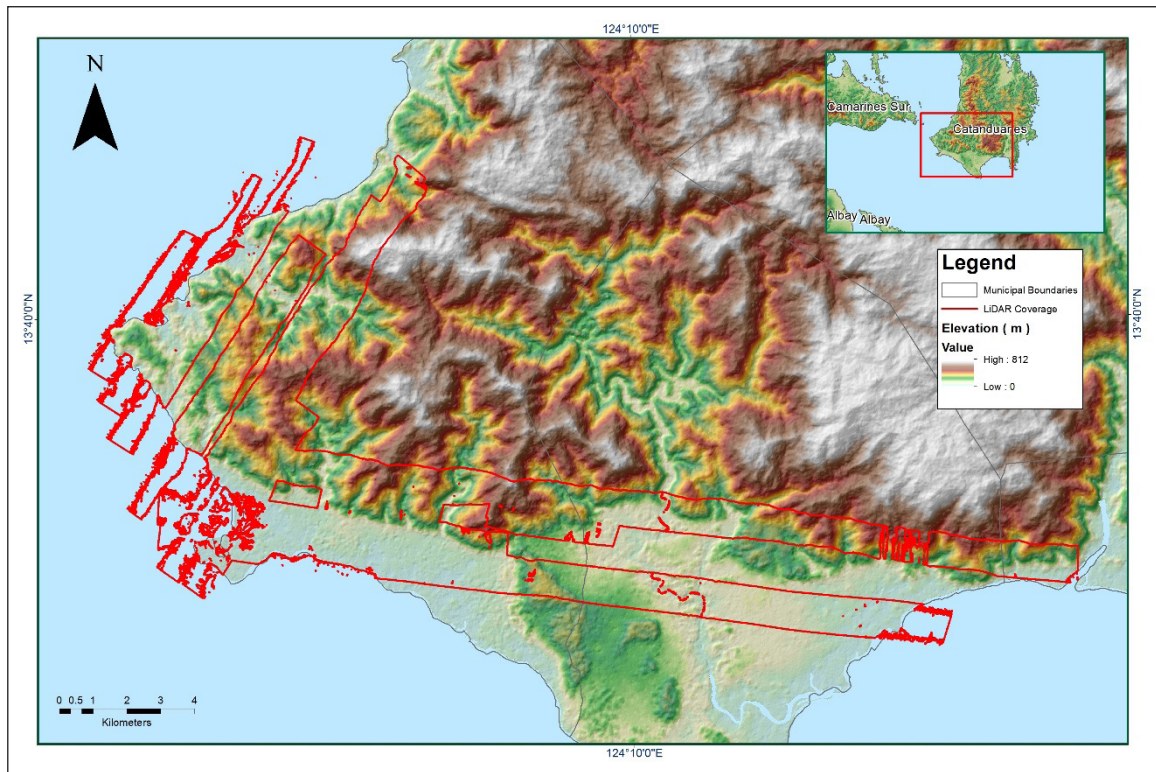 124°10'0"E
N
Camarines Sur
Catanduanes
Albay Albay
13°40'0"N
13°40'0"N
Legend
Municipal Boundaries
LiDAR Coverage
Elevation ( m )
Value
High : 812
Low : 0
0 0.5 1 2 3 4
Kilometers
124°10'0"E